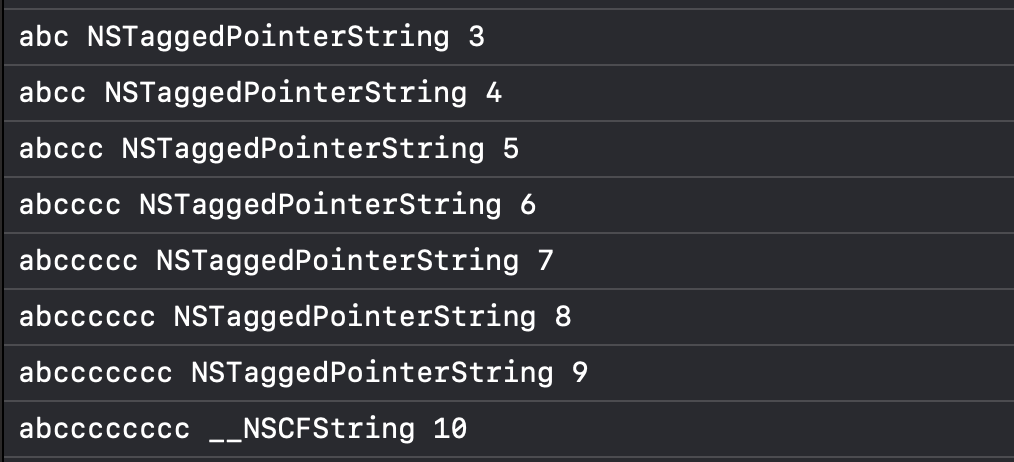 abc NSTaggedPointerString 3
abcc NSTaggedPointerString 4
abccc NSTaggedPointerString 5
abcccc NSTaggedPointerString 6
abccccc NSTaggedPointerString 7
abcccccc NSTaggedPointerString 8
abccccccc NSTaggedPointerString 9
abcccccccc __NSCFString 10